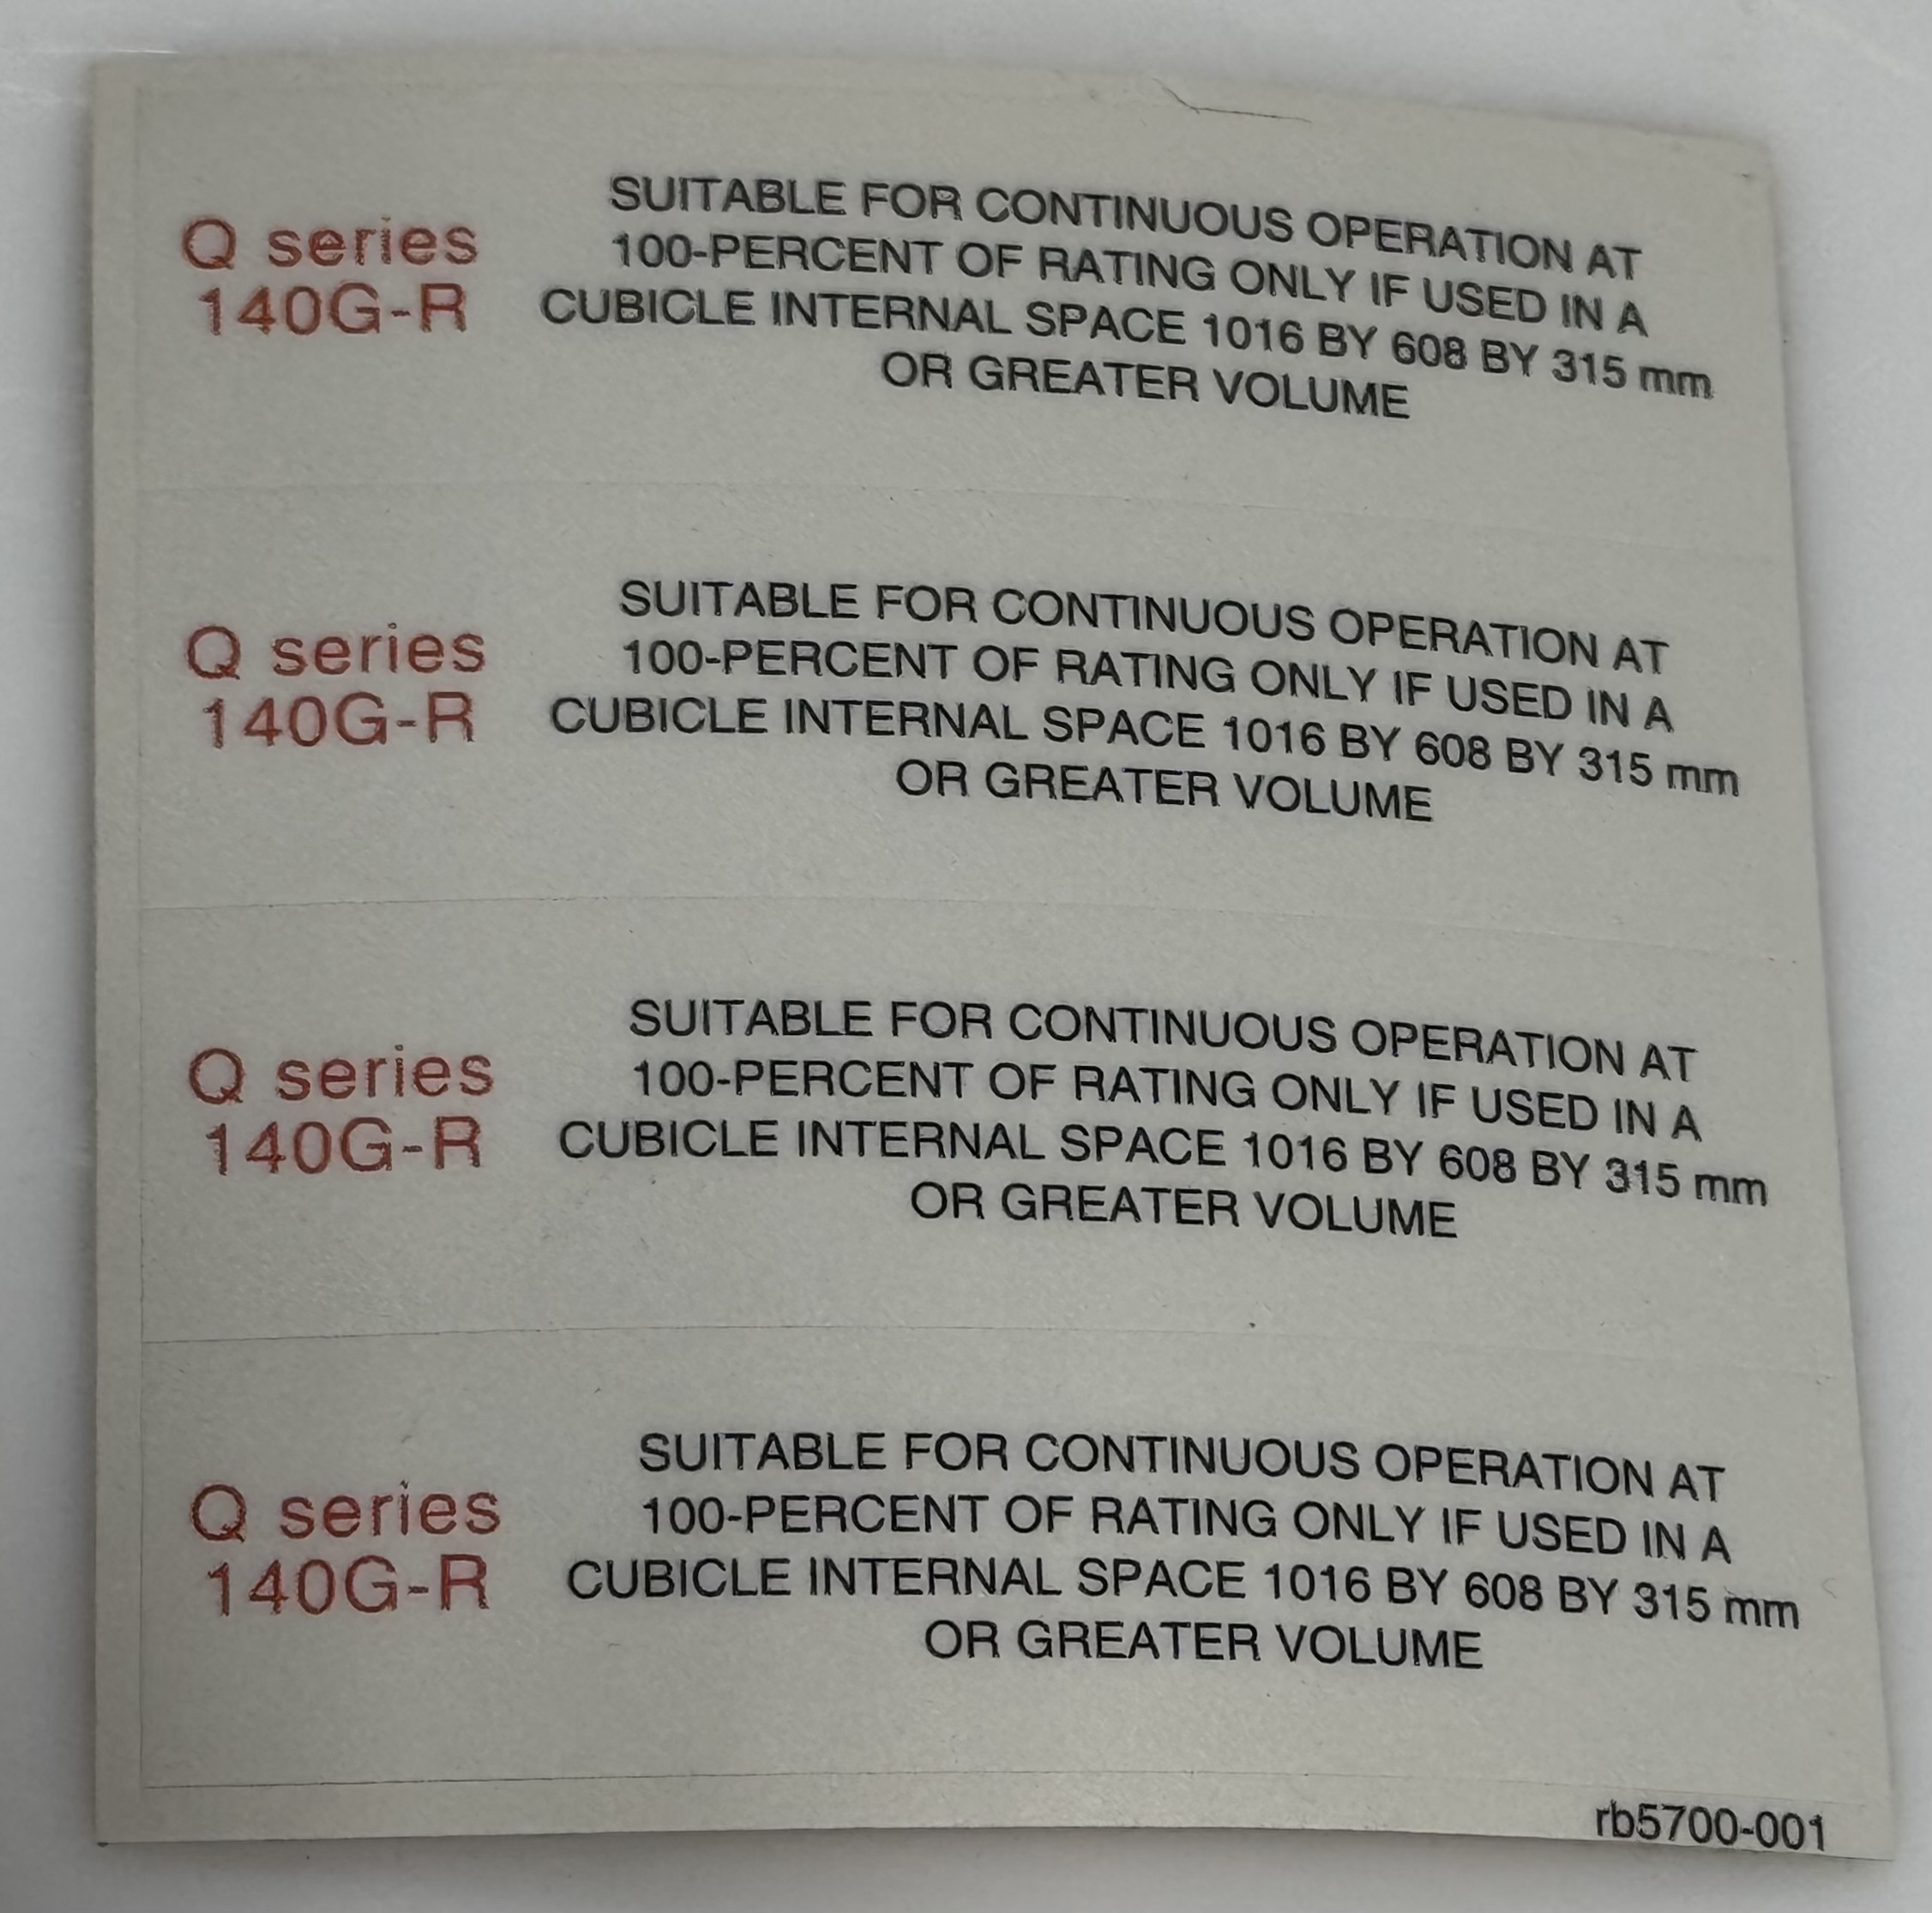 Q series
140G-R
SUITABLE FOR CONTINUOUS OPERATION AT
100-PERCENT OF RATING ONLY IF USED IN A
CUBICLE INTERNAL SPACE 1016 BY 608 BY 315 mm
OR GREATER VOLUME
Q series
140G-R
SUITABLE FOR CONTINUOUS OPERATION AT
100-PERCENT OF RATING ONLY IF USED IN A
CUBICLE INTERNAL SPACE 1016 BY 608 BY 315 mm
OR GREATER VOLUME
Q series
140G-R
SUITABLE FOR CONTINUOUS OPERATION AT
100-PERCENT OF RATING ONLY IF USED IN A
CUBICLE INTERNAL SPACE 1016 BY 608 BY 315 mm
OR GREATER VOLUME
Q series
140G-R
SUITABLE FOR CONTINUOUS OPERATION AT
100-PERCENT OF RATING ONLY IF USED IN A
CUBICLE INTERNAL SPACE 1016 BY 608 BY 315 mm
OR GREATER VOLUME
rb5700-001